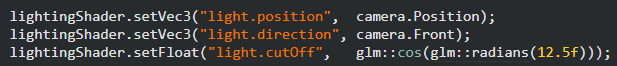 lightingShader.setVec3("light.position",  camera.Position);
lightingShader.setVec3("light.direction", camera.Front);
lightingShader.setFloat("light.cutOff",   glm::cos(glm::radians(12.5f)));